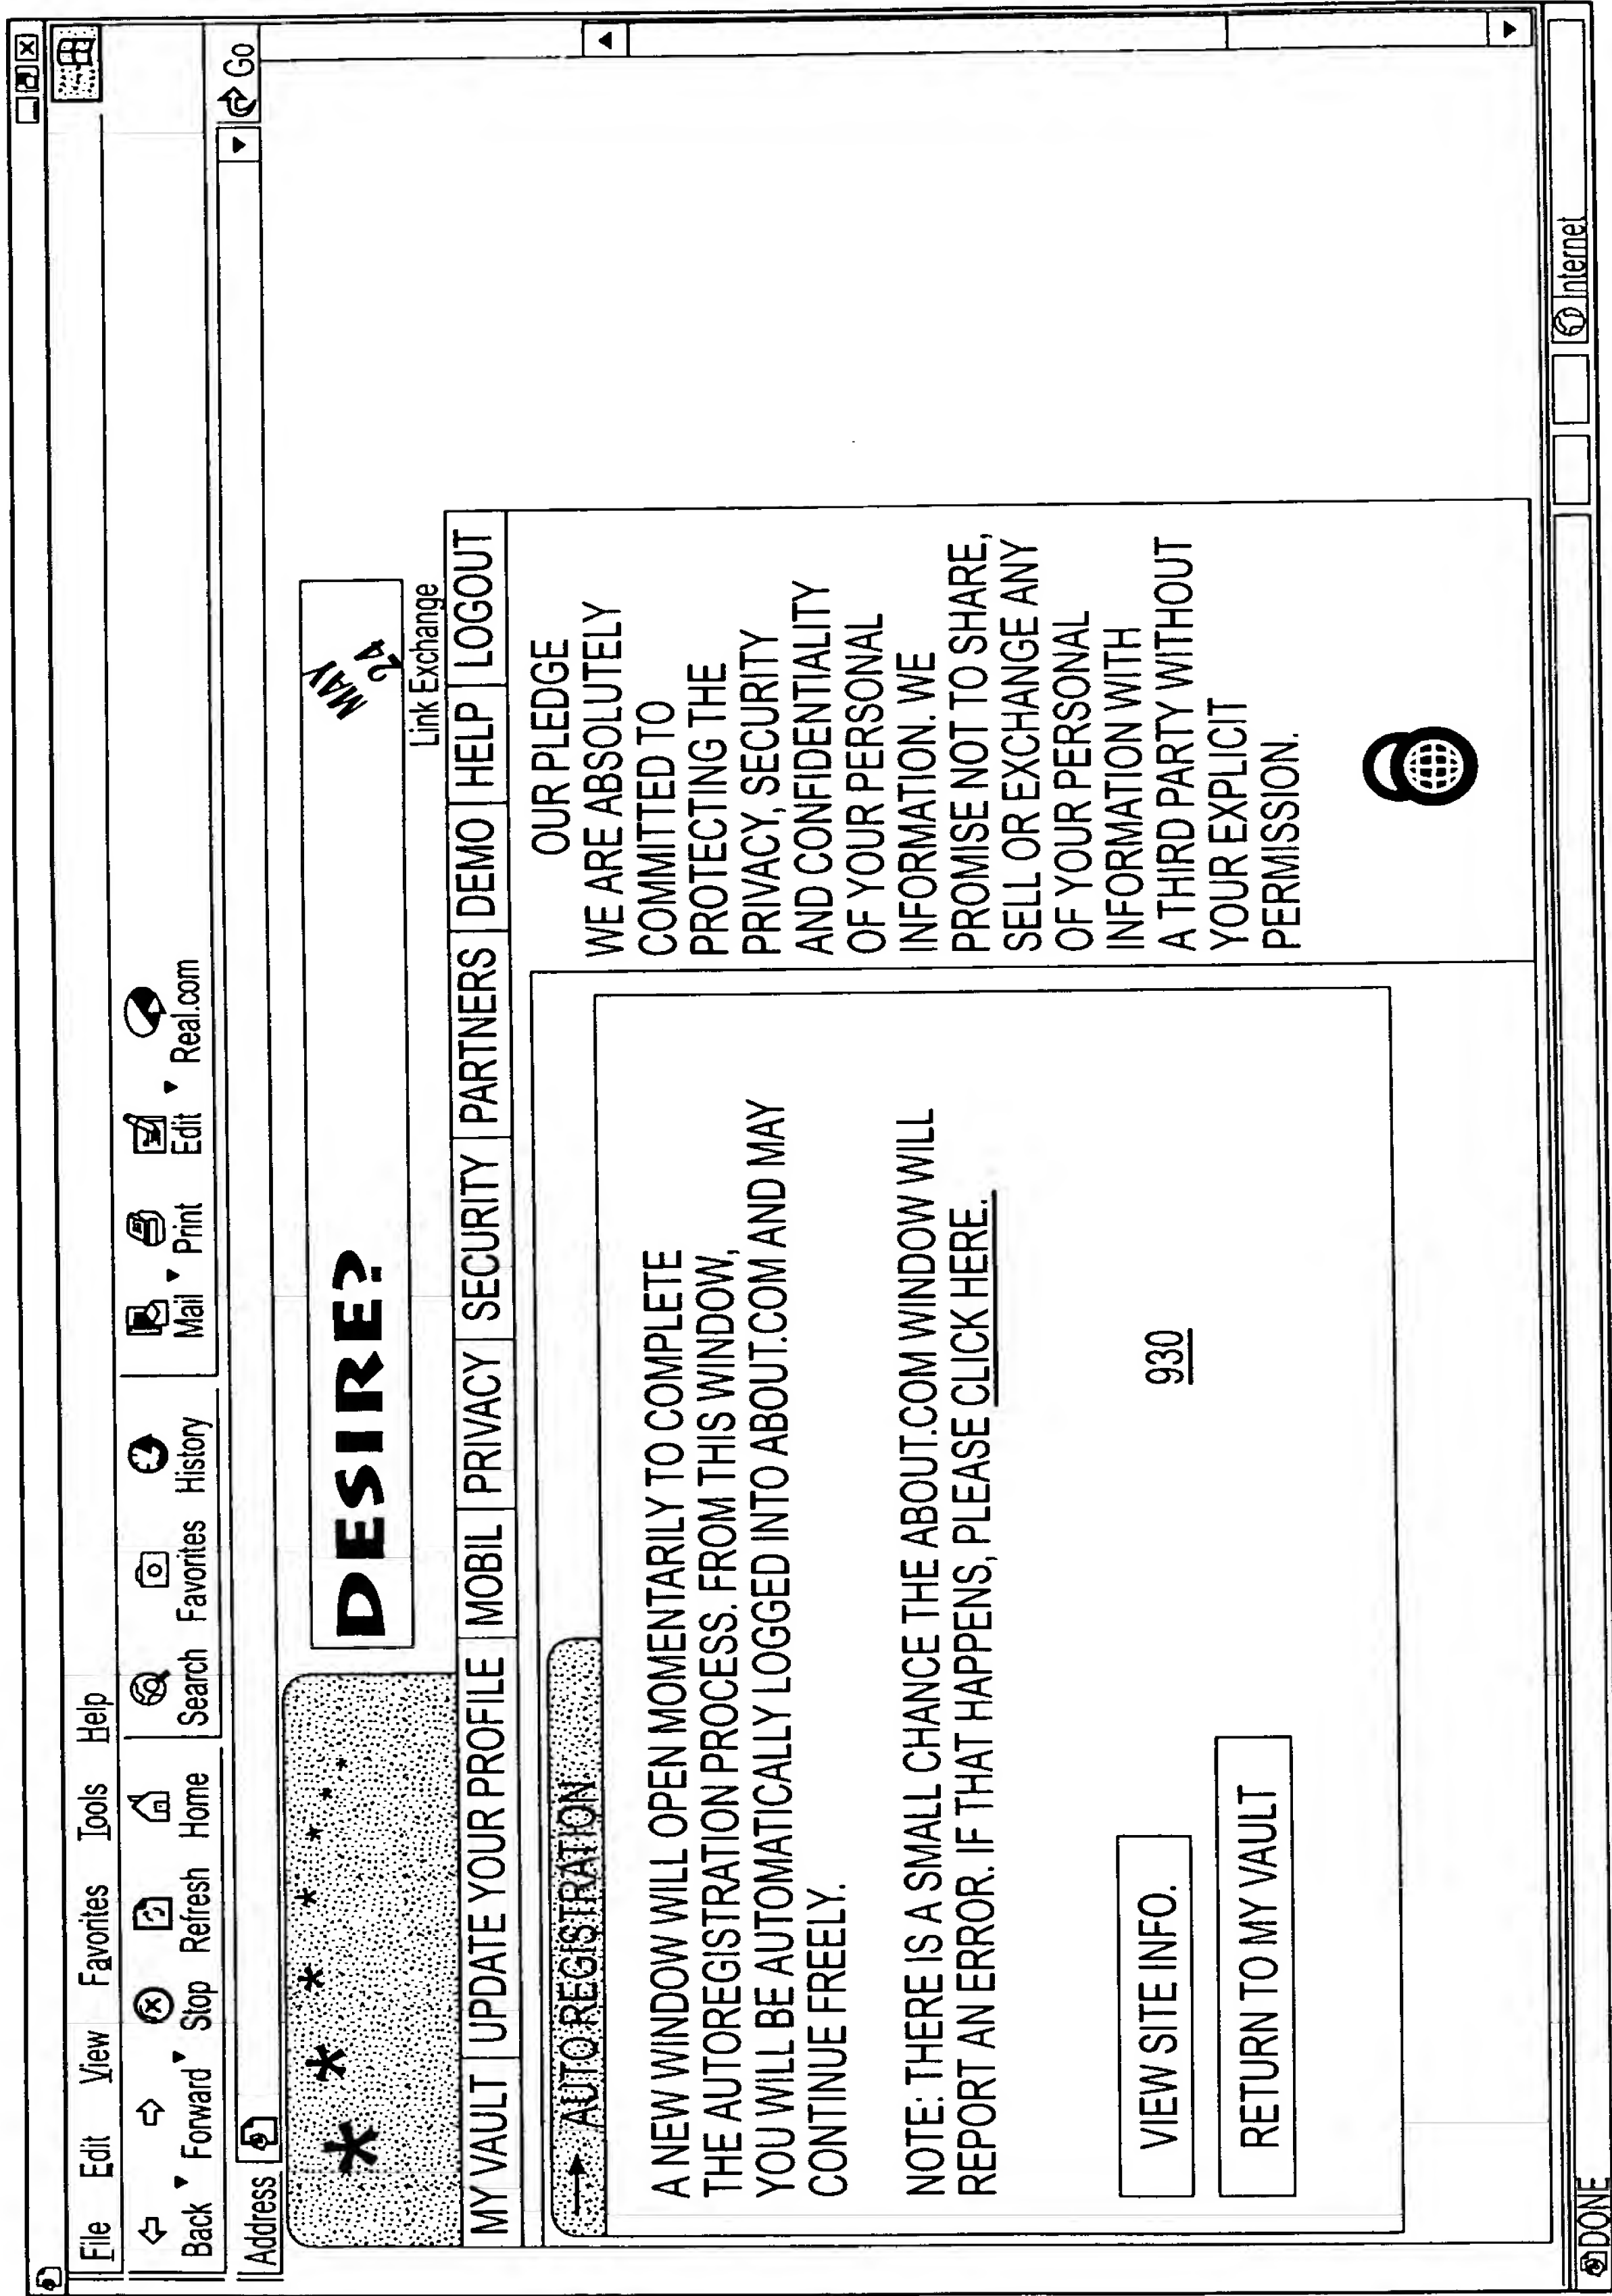 File Edit View Favorites Tools Help
Back Forward Stop Refresh Home Search Favorites History Mail Print Edit Real.com
Address Go
DESIRE? MAY 24
Link Exchange
MY VAULT UPDATE YOUR PROFILE MOBIL PRIVACY SECURITY PARTNERS DEMO HELP LOGOUT
AUTO REGISTRATION.
A NEW WINDOW WILL OPEN MOMENTARILY TO COMPLETE
THE AUTOREGISTRATION PROCESS. FROM THIS WINDOW,
YOU WILL BE AUTOMATICALLY LOGGED INTO ABOUT.COM AND MAY
CONTINUE FREELY.
NOTE: THERE IS A SMALL CHANCE THE ABOUT.COM WINDOW WILL
REPORT AN ERROR. IF THAT HAPPENS, PLEASE CLICK HERE.
VIEW SITE INFO.
930
RETURN TO MY VAULT
OUR PLEDGE
WE ARE ABSOLUTELY
COMMITTED TO
PROTECTING THE
PRIVACY, SECURITY
AND CONFIDENTIALITY
OF YOUR PERSONAL
INFORMATION. WE
PROMISE NOT TO SHARE,
SELL OR EXCHANGE ANY
OF YOUR PERSONAL
INFORMATION WITH
A THIRD PARTY WITHOUT
YOUR EXPLICIT
PERMISSION.
DONE Internet